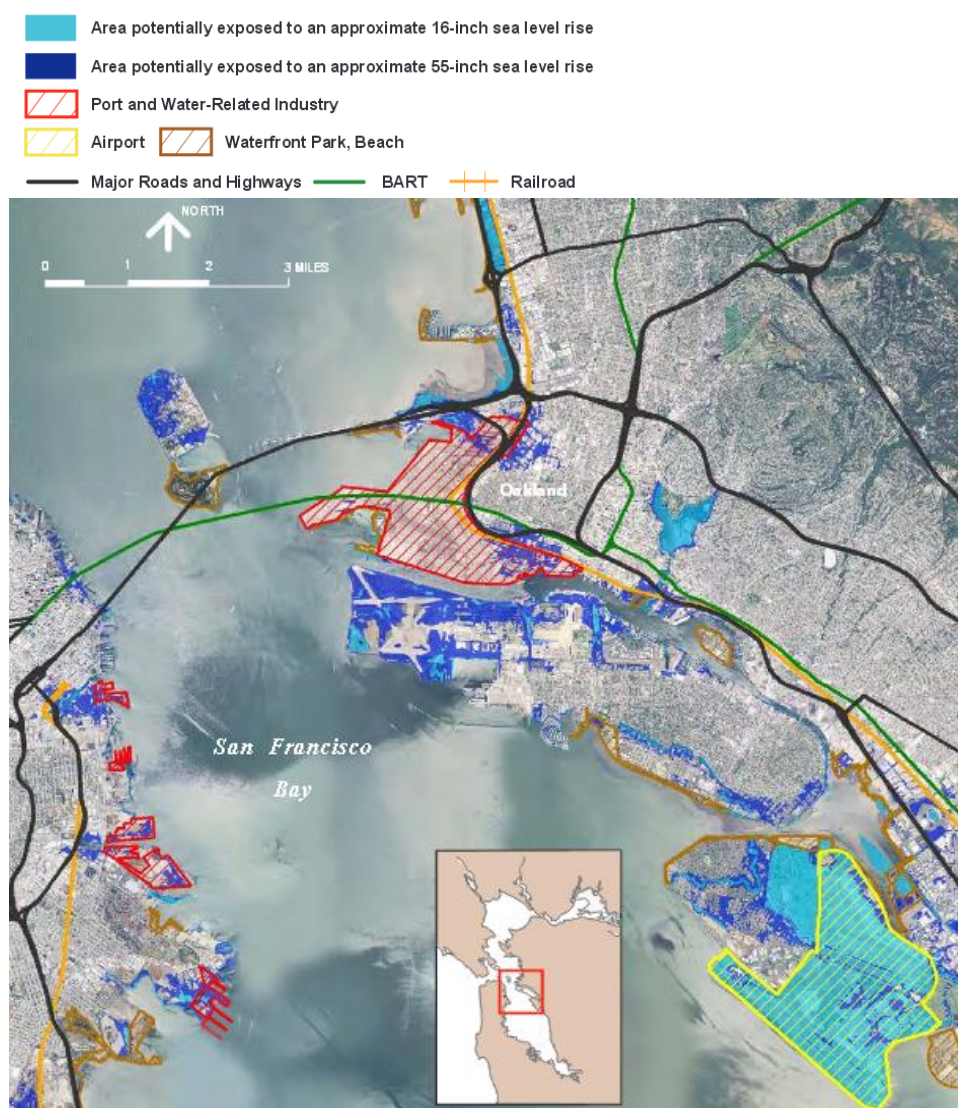 Area potentially exposed to an approximate 16-inch sea level rise
Area potentially exposed to an approximate 55-inch sea level rise
Port and Water-Related Industry
Airport Waterfront Park, Beach
Major Roads and Highways BART Railroad
NORTH
0 1 2 3 MILES
Oakland
San Francisco
Bay